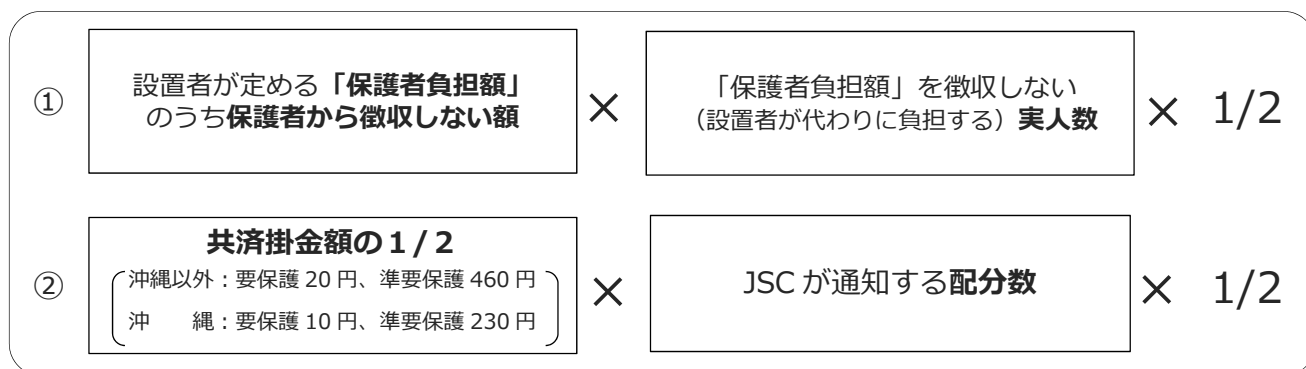 ①
設置者が定める「保護者負担額」
のうち保護者から徴収しない額
×
「保護者負担額」を徴収しない
（設置者が代わりに負担する）実人数
× 1/2
②
共済掛金額の１/２
沖縄以外：要保護 20 円、準要保護 460 円
沖　　縄：要保護 10 円、準要保護 230 円
×
JSC が通知する配分数
× 1/2